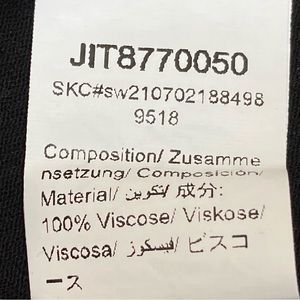 JIT8770050
SKC#sw210702188498
9518
Composition/ Zusamme
nsetzung/ Composición/
Material/ تكوين/ 成分:
100% Viscose/ Viskose/
Viscosa/ فيسكوز/ ビスコ
ース